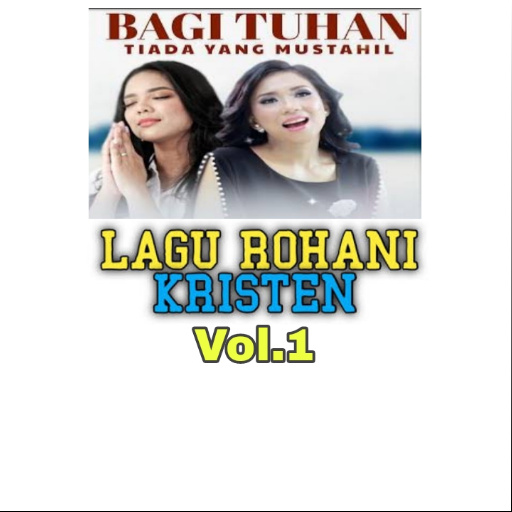 BAGI TUHAN
TIADA YANG MUSTAHIL
LAGU ROHANI
KRISTEN
Vol.1